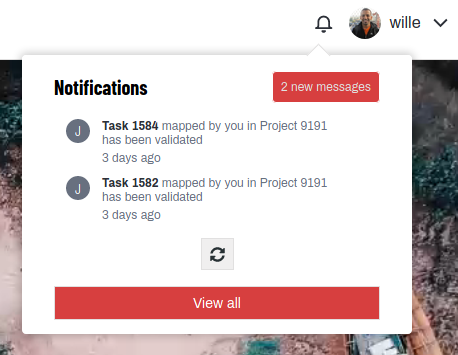 wille
Notifications
2 new messages
J
Task 1584 mapped by you in Project 9191
has been validated
3 days ago
J
Task 1582 mapped by you in Project 9191
has been validated
3 days ago
View all